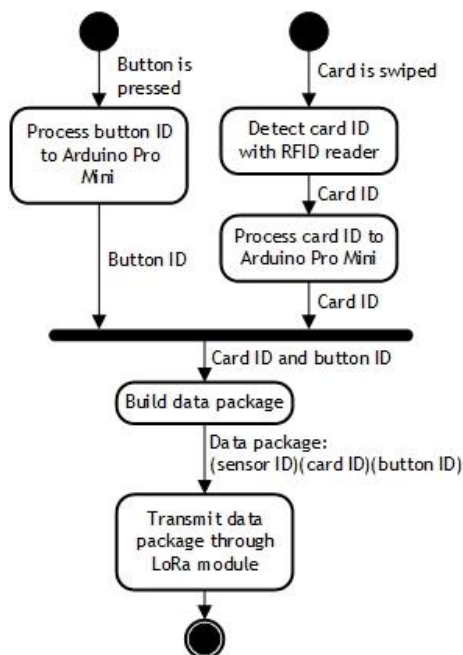 Button is
pressed
Card is swiped
Process button ID
to Arduino Pro
Mini
Detect card ID
with RFID reader
Card ID
Process card ID to
Arduino Pro Mini
Button ID
Card ID
Card ID and button ID
Build data package
Data package:
(sensor ID)(card ID)(button ID)
Transmit data
package through
LoRa module